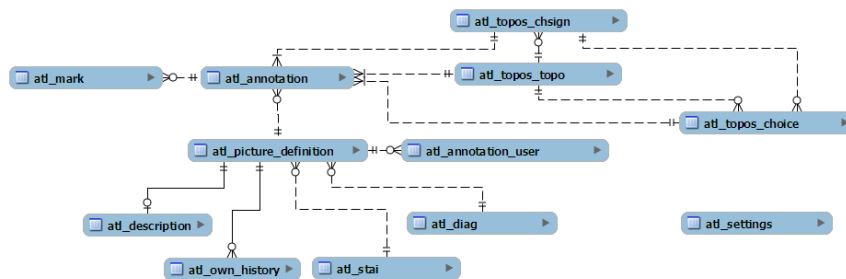 atl_topos_chsign
atl_mark
atl_annotation
atl_topos_topo
atl_topos_choice
atl_picture_definition
atl_annotation_user
atl_description
atl_diag
atl_settings
atl_own_history
atl_stai